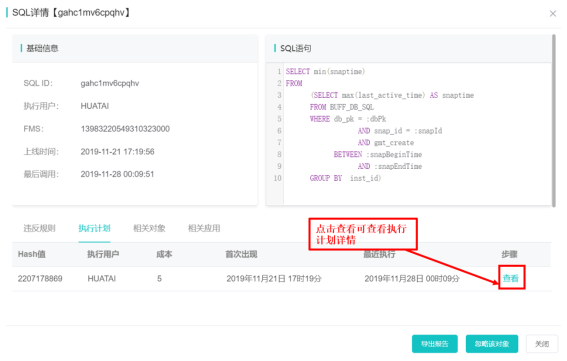 SQL详情【gahc1mv6cpqhv】
×
基础信息
SQL ID: gahc1mv6cpqhv
执行用户: HUATAI
FMS: 13983220549310323000
上线时间: 2019-11-21 17:19:56
最后调用: 2019-11-28 00:09:51
SQL语句
1 SELECT min(snaptime)
2 FROM
3 (SELECT max(last_active_time) AS snaptime
4 FROM BUFF_DB_SQL
5 WHERE db_pk = :dbPk
6 AND snap_id = :snapId
7 AND gmt_create
8 BETWEEN :snapBeginTime
9 AND :snapEndTime
10 GROUP BY inst_id)
违反规则 执行计划 相关对象 相关应用
点击查看可查看执行
计划详情
Hash值 执行用户 成本 首次出现 最近执行 步骤
2207178869 HUATAI 5 2019年11月21日 17时19分 2019年11月28日 00时09分 查看
导出报告 忽略该对象 关闭